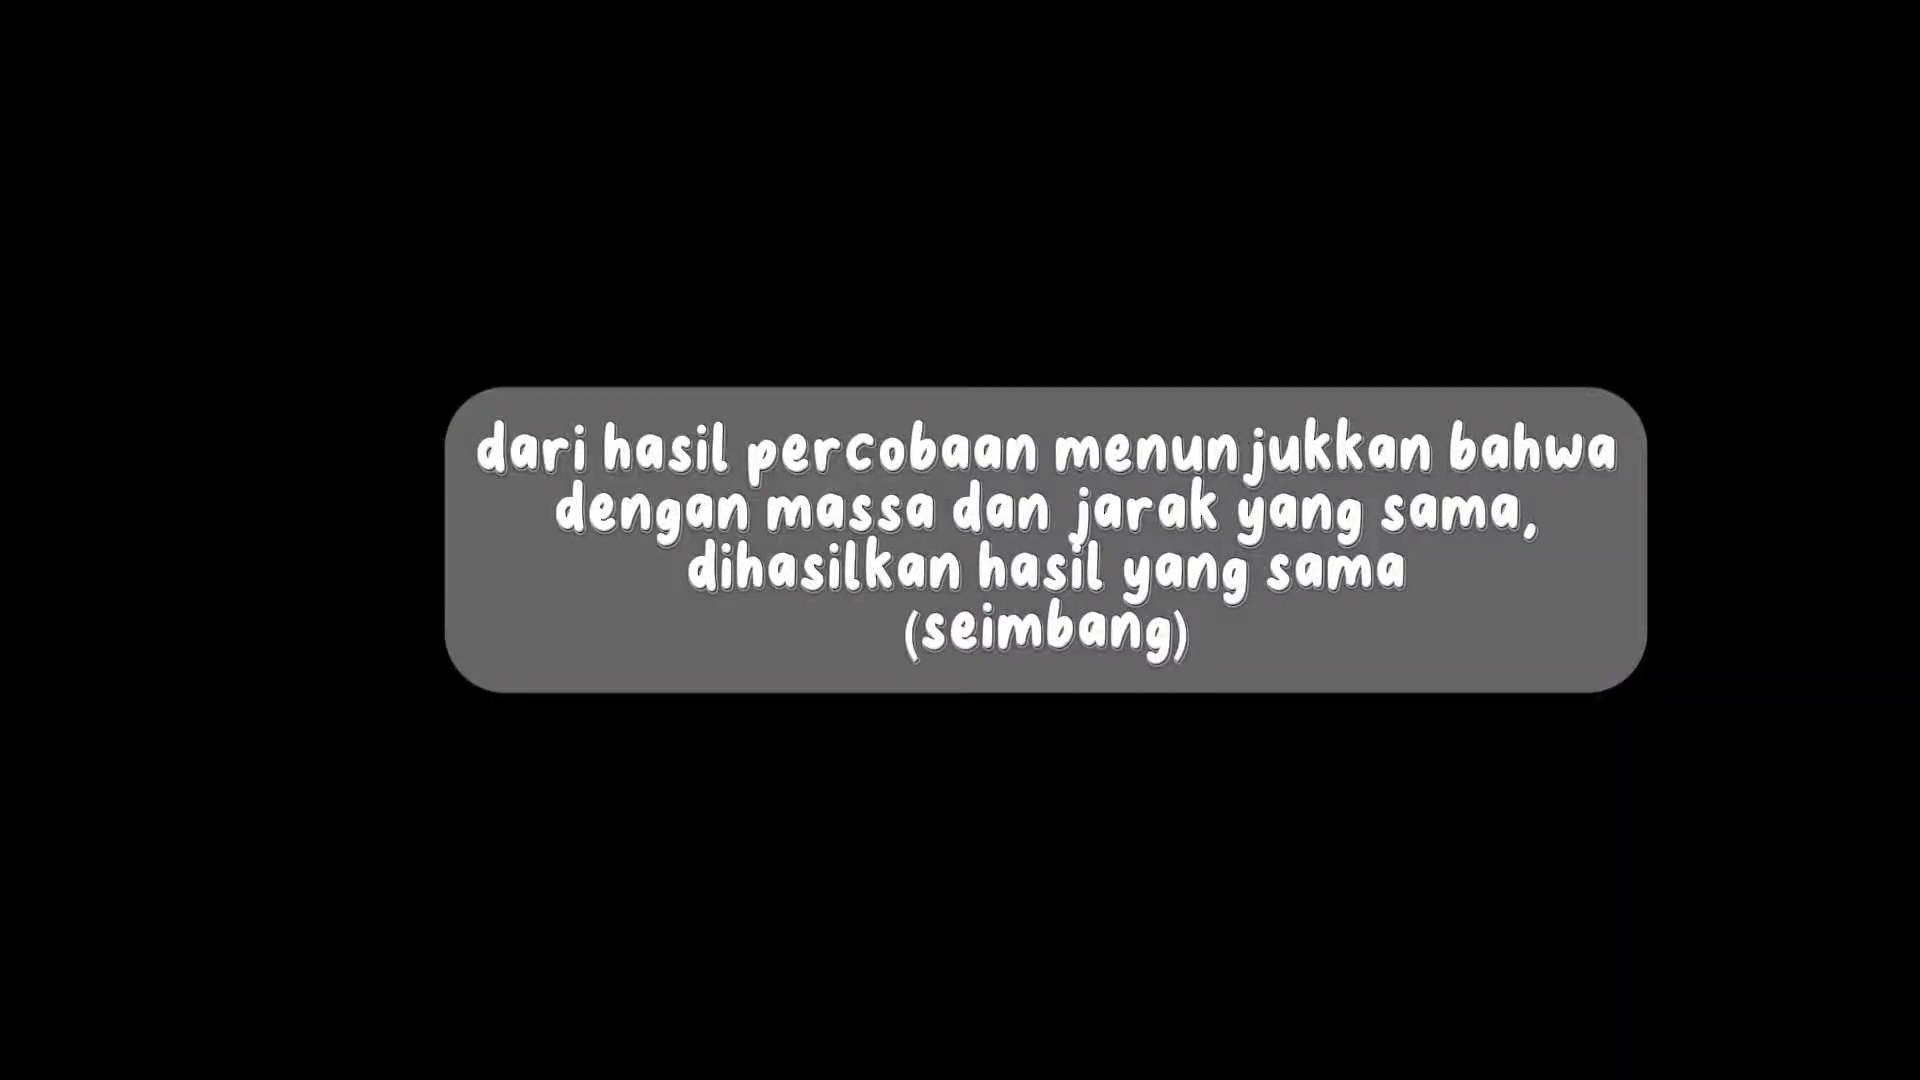 dari hasil percobaan menunjukkan bahwa
dengan massa dan jarak yang sama,
dihasilkan hasil yang sama
(seimbang)